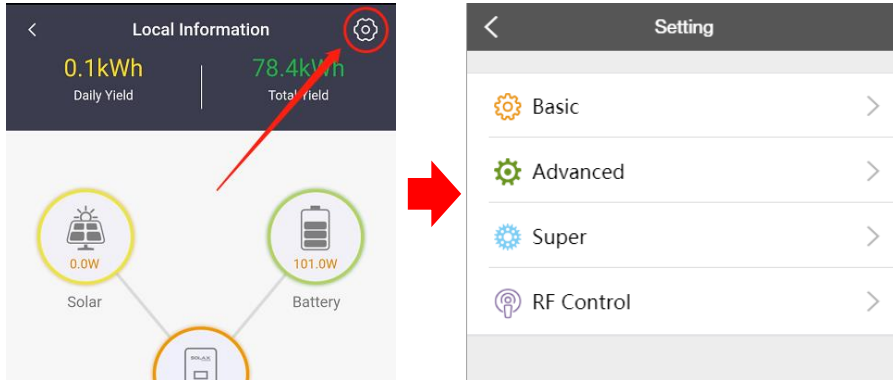 Local Information
0.1kWh
78.4kWh
Daily Yield
Total Yield
0.0W
101.0W
Solar
Battery
SOLAX
Setting
Basic
Advanced
Super
RF Control